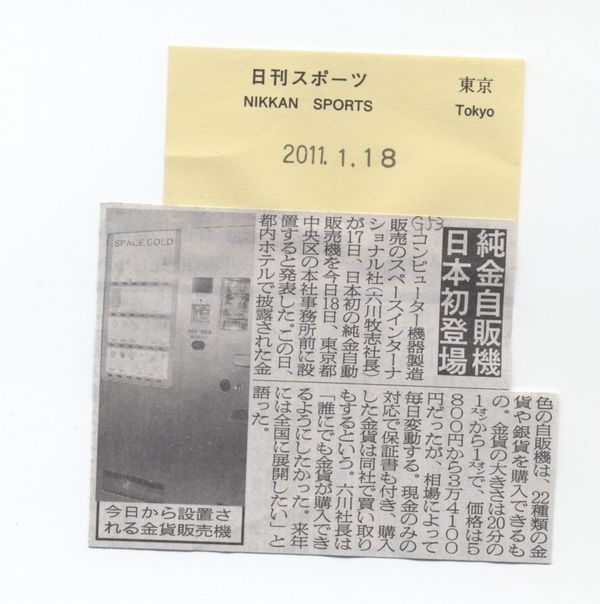 日刊スポーツ
NIKKAN SPORTS
東京
Tokyo
2011.1.18
G53
純金自販機
日本初登場
コンピューター機器製造
販売のスペースインターナ
ショナル社(六川牧志社長)
が17日、日本初の純金自動
販売機を今日18日、東京都
中央区の本社事務所前に設
置すると発表した。この日、
都内ホテルで披露された金
色の自販機は、22種類の金
貨や銀貨を購入できるも
の。金貨の大きさは20分の
1オンスから1オンスで、価格は5
800円から3万4100
円だったが、相場によって
毎日変動する。現金のみの
対応で保証書も付き、購入
した金貨は同社で買い取り
もするという。六川社長は
「誰にでも金貨が購入でき
るようにしたかった。来年
には全国に展開したい」と
語った。
SPACE GOLD
今日から設置さ
れる金貨販売機